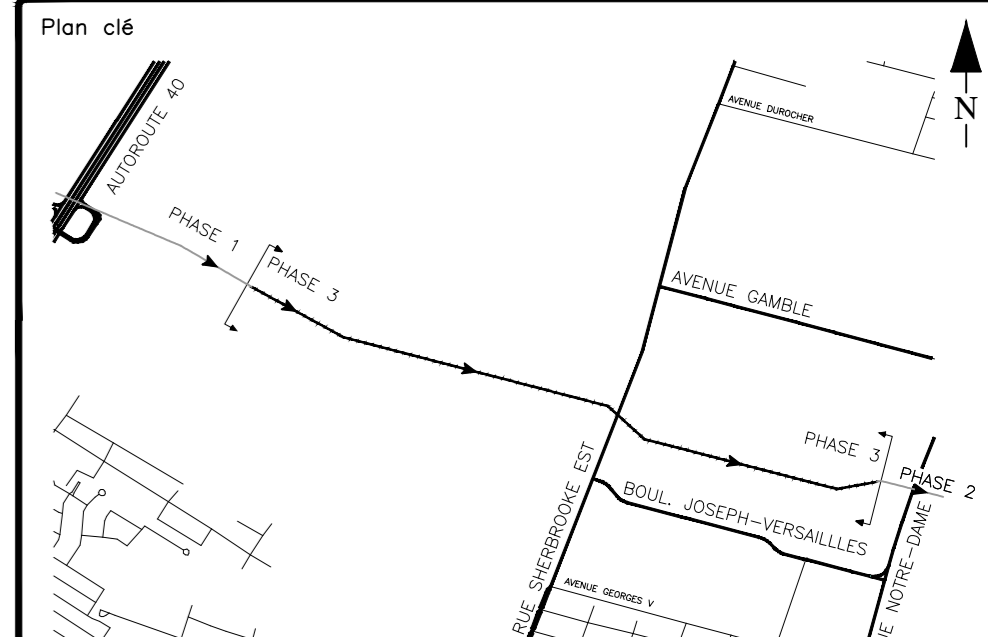 Plan clé
N
AUTOROUTE 40
AVENUE DUROCHER
PHASE 1
PHASE 3
AVENUE GAMBLE
PHASE 3
PHASE 2
BOUL. JOSEPH-VERSAILLLES
RUE SHERBROOKE EST
E NOTRE-DAME
AVENUE GEORGES V